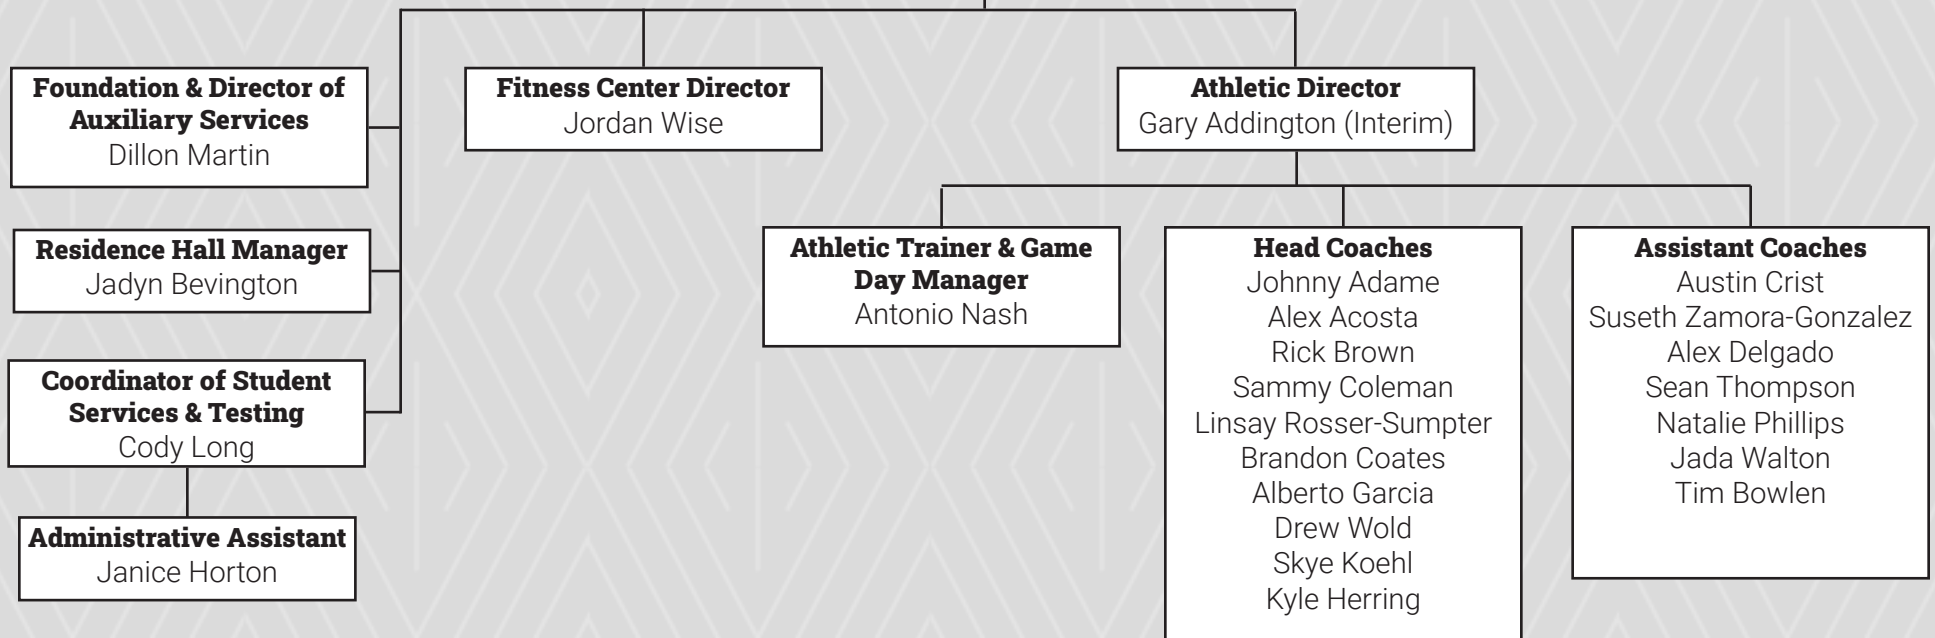 Foundation & Director of
Auxiliary Services
Dillon Martin
Fitness Center Director
Jordan Wise
Athletic Director
Gary Addington (Interim)
Residence Hall Manager
Jadyn Bevington
Athletic Trainer & Game
Day Manager
Antonio Nash
Head Coaches
Johnny Adame
Alex Acosta
Rick Brown
Sammy Coleman
Linsay Rosser-Sumpter
Brandon Coates
Alberto Garcia
Drew Wold
Skye Koehl
Kyle Herring
Assistant Coaches
Austin Crist
Suseth Zamora-Gonzalez
Alex Delgado
Sean Thompson
Natalie Phillips
Jada Walton
Tim Bowlen
Coordinator of Student
Services & Testing
Cody Long
Administrative Assistant
Janice Horton